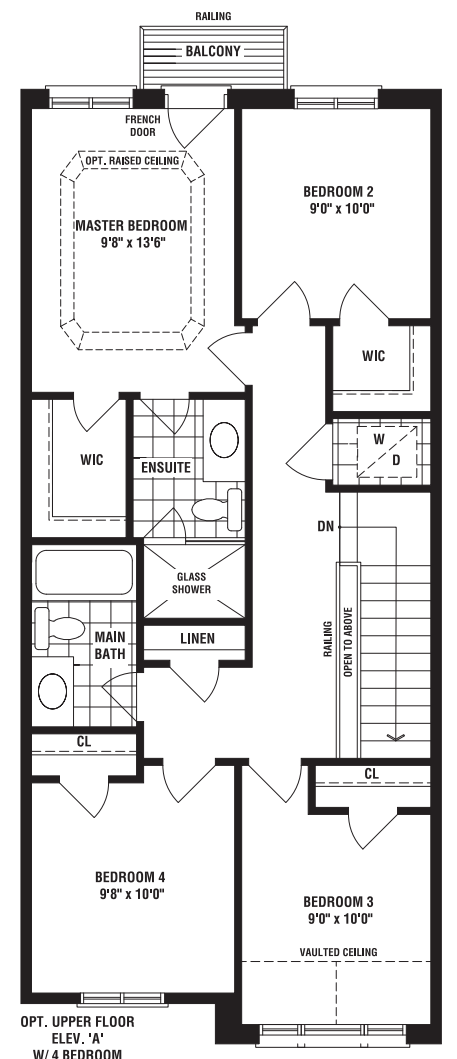 RAILING
BALCONY
FRENCH
DOOR
OPT. RAISED CEILING
MASTER BEDROOM
9'8" x 13'6"
BEDROOM 2
9'0" x 10'0"
WIC
WIC
ENSUITE
W
D
DN
GLASS
SHOWER
RAILING
OPEN TO ABOVE
MAIN
BATH
LINEN
CL
CL
BEDROOM 4
9'8" x 10'0"
BEDROOM 3
9'0" x 10'0"
VAULTED CEILING
OPT. UPPER FLOOR
ELEV. 'A'
W/ 4 BEDROOM